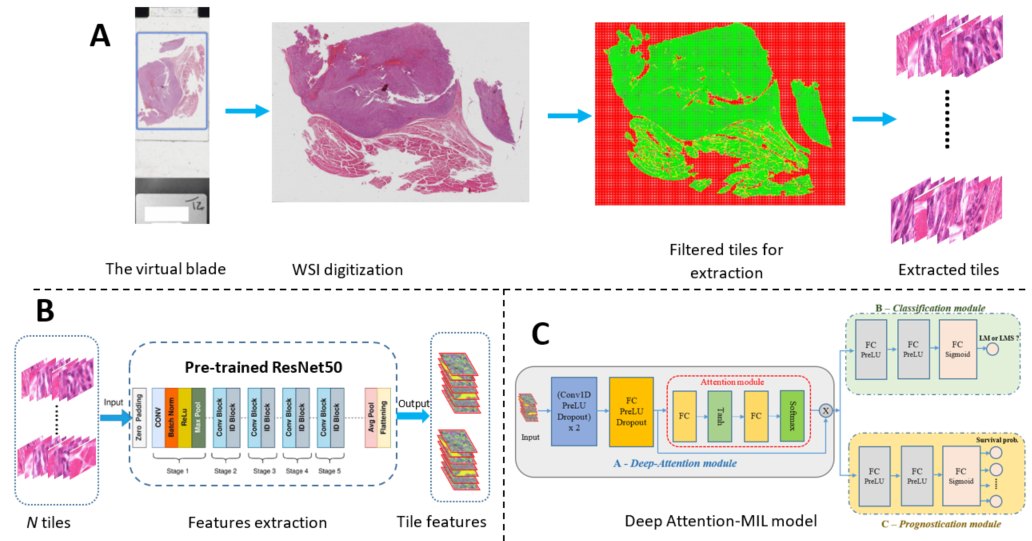 A
12
The virtual blade
WSI digitization
Filtered tiles for
extraction
Extracted tiles
B
N tiles
Input
Pre-trained ResNet50
Zero Padding
CONV
Batch Norm
ReLu
Max Pool
Conv Block
ID Block
Conv Block
ID Block
Conv Block
ID Block
Conv Block
ID Block
Avg Pool
Flattening
Stage 1
Stage 2
Stage 3
Stage 4
Stage 5
Features extraction
Output
Tile features
C
Input
(Conv1D
PreLU
Dropout)
x 2
FC
PreLU
Dropout
Attention module
FC
Tanh
FC
Softmax
X
A - Deep-Attention module
Deep Attention-MIL model
B – Classification module
FC
PreLU
FC
PreLU
FC
Sigmoid
LM or LMS ?
Survival prob.
FC
PreLU
FC
PreLU
FC
Sigmoid
C - Prognostication module